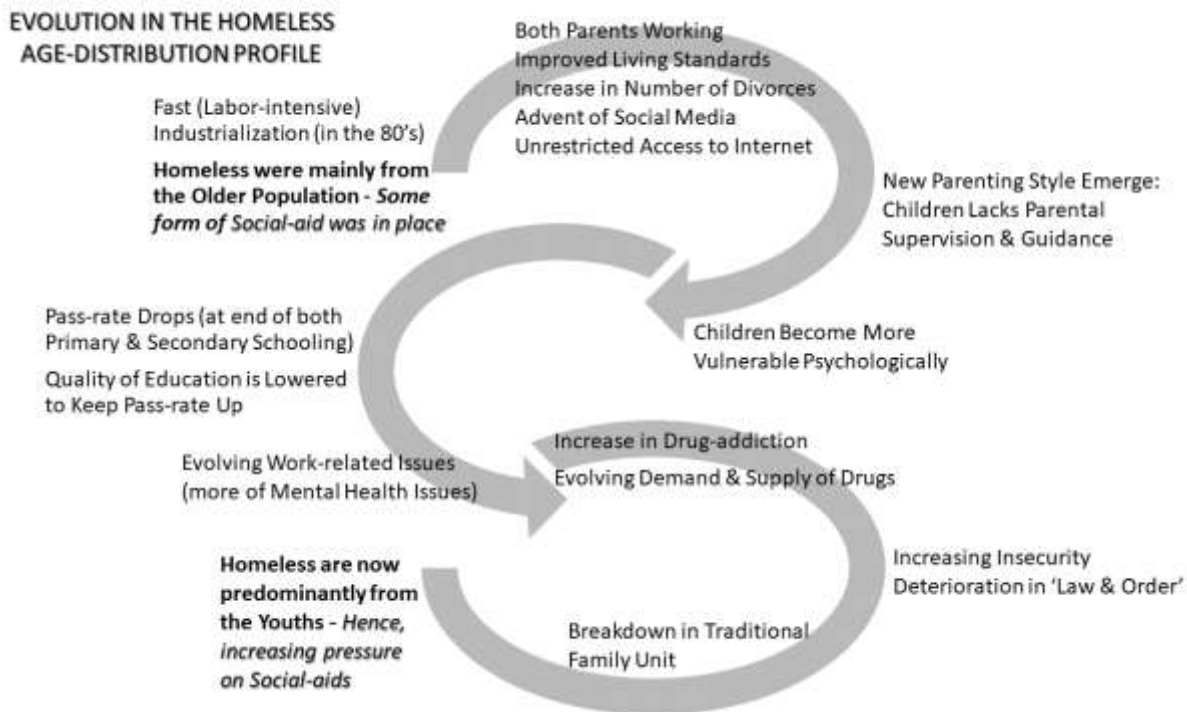 EVOLUTION IN THE HOMELESS
AGE-DISTRIBUTION PROFILE
Fast (Labor-intensive)
Industrialization (in the 80's)
Homeless were mainly from
the Older Population - Some
form of Social-aid was in place
Both Parents Working
Improved Living Standards
Increase in Number of Divorces
Advent of Social Media
Unrestricted Access to Internet
New Parenting Style Emerge:
Children Lacks Parental
Supervision & Guidance
Children Become More
Vulnerable Psychologically
Pass-rate Drops (at end of both
Primary & Secondary Schooling)
Quality of Education is Lowered
to Keep Pass-rate Up
Evolving Work-related Issues
(more of Mental Health Issues)
Increase in Drug-addiction
Evolving Demand & Supply of Drugs
Increasing Insecurity
Deterioration in ‘Law & Order’
Breakdown in Traditional
Family Unit
Homeless are now
predominantly from
the Youths - Hence,
increasing pressure
on Social-aids